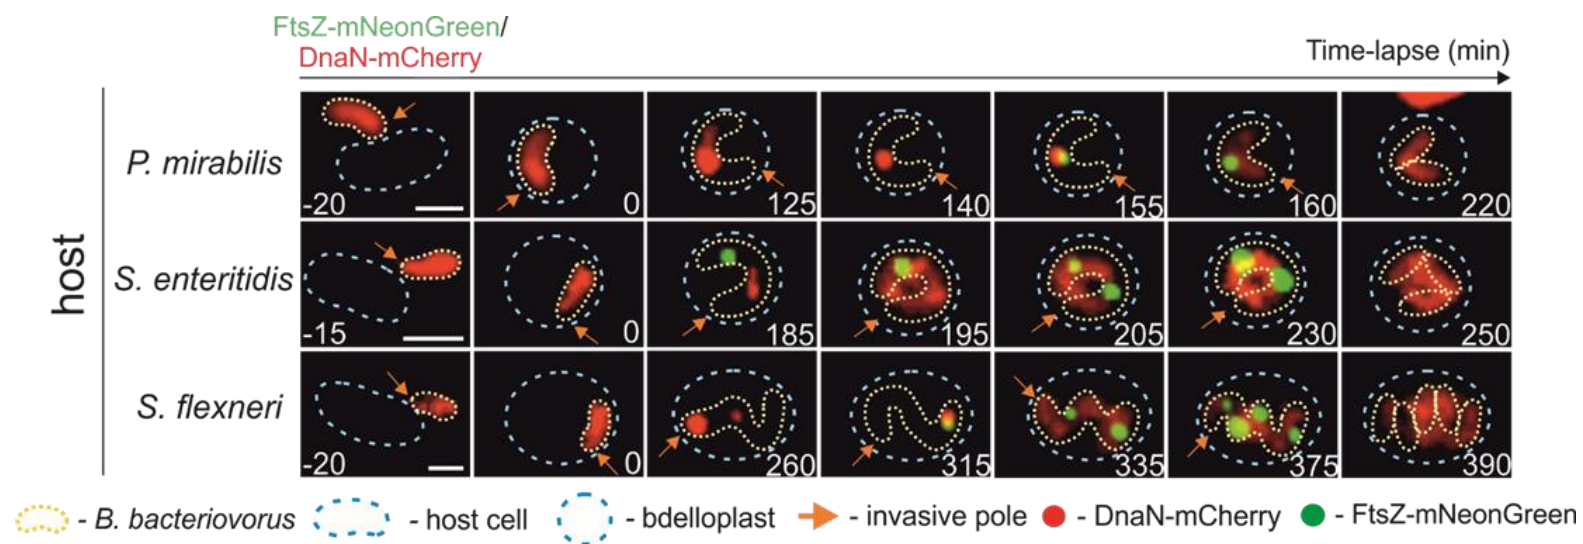 FtsZ-mNeonGreen/
DnaN-mCherry
Time-lapse (min)
host
P. mirabilis
-20 0 125 140 155 160 220
S. enteritidis
-15 0 185 195 205 230 250
S. flexneri
-20 0 260 315 335 375 390
- B. bacteriovorus - host cell - bdelloplast - invasive pole - DnaN-mCherry - FtsZ-mNeonGreen